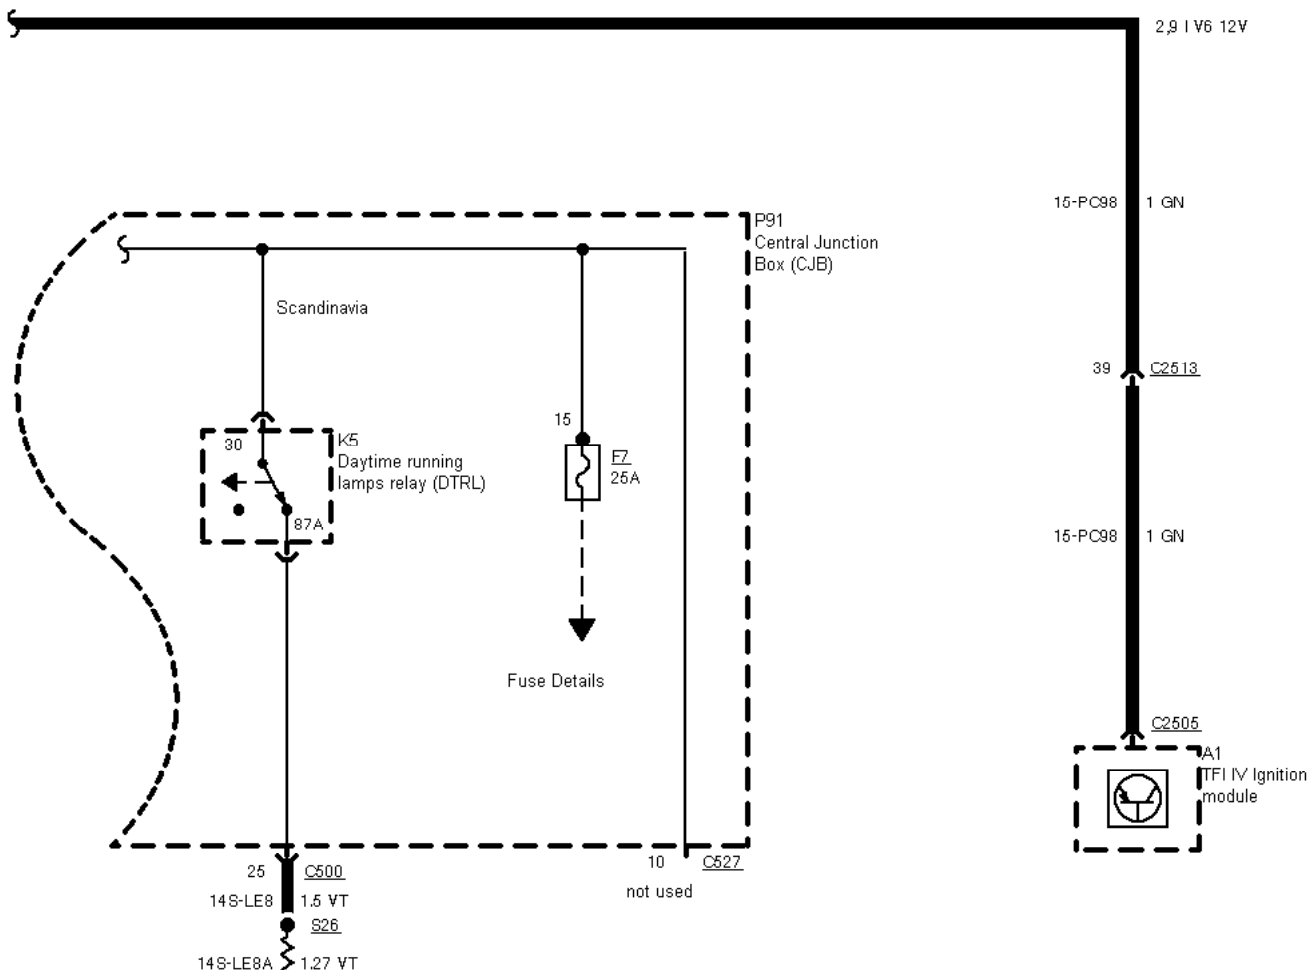 2,9 l V6 12V
15-PC98 1 GN
P91
Central Junction
Box (CJB)
Scandinavia
39 C2513
15
30
K5
Daytime running
lamps relay (DTRL)
F7
25A
87A
15-PC98 1 GN
Fuse Details
C2505
A1
TFI IV Ignition
module
25 C500
10 C527
not used
14S-LE8 1.5 VT
S26
14S-LE8A 1.27 VT